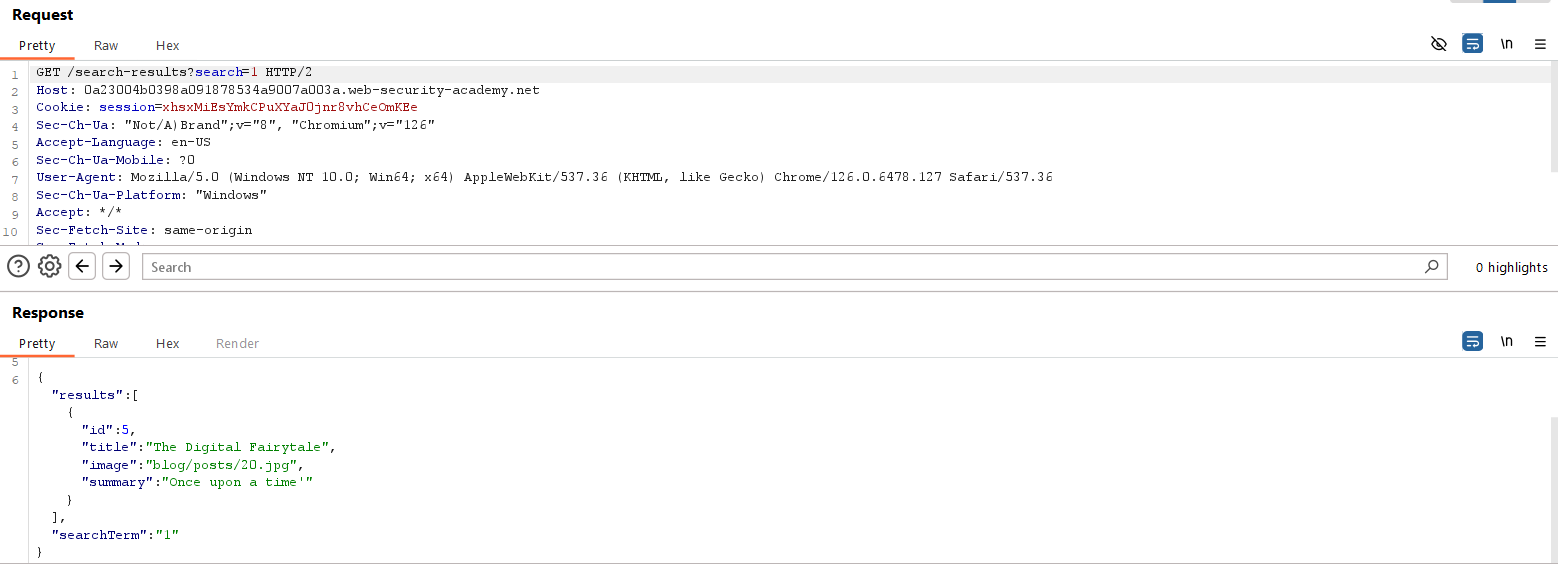 Request
Pretty Raw Hex
\n
1 GET /search-results?search=1 HTTP/2
2 Host: 0a23004b0398a091878534a9007a003a.web-security-academy.net
3 Cookie: session=xhsxMiEsYmkCPuXYaJ0jnr8vhCeOmKEe
4 Sec-Ch-Ua: "Not/A)Brand";v="8", "Chromium";v="126"
5 Accept-Language: en-US
6 Sec-Ch-Ua-Mobile: ?0
7 User-Agent: Mozilla/5.0 (Windows NT 10.0; Win64; x64) AppleWebKit/537.36 (KHTML, like Gecko) Chrome/126.0.6478.127 Safari/537.36
8 Sec-Ch-Ua-Platform: "Windows"
9 Accept: */*
10 Sec-Fetch-Site: same-origin
Search
0 highlights
Response
Pretty Raw Hex Render
\n
5
6 {
"results":[
{
"id":5,
"title":"The Digital Fairytale",
"image":"blog/posts/20.jpg",
"summary":"Once upon a time'"
}
],
"searchTerm":"1"
}